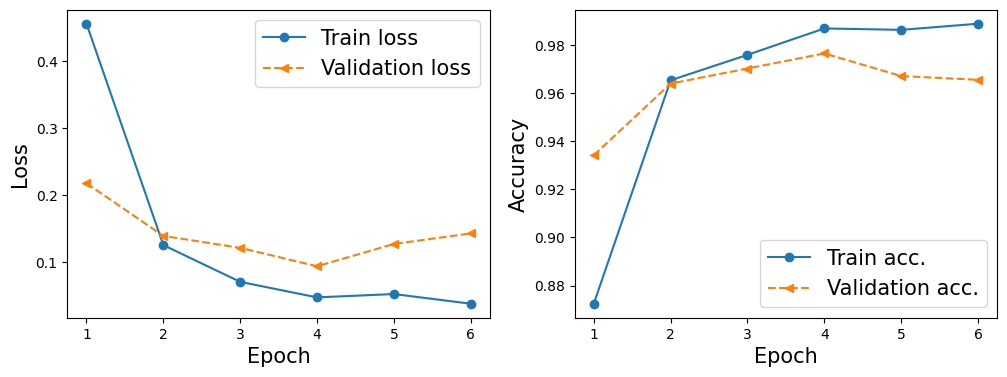 0.4
0.3
0.2
0.1
Loss
1 2 3 4 5 6
Epoch
Train loss
Validation loss
0.98
0.96
0.94
0.92
0.90
0.88
Accuracy
1 2 3 4 5 6
Epoch
Train acc.
Validation acc.